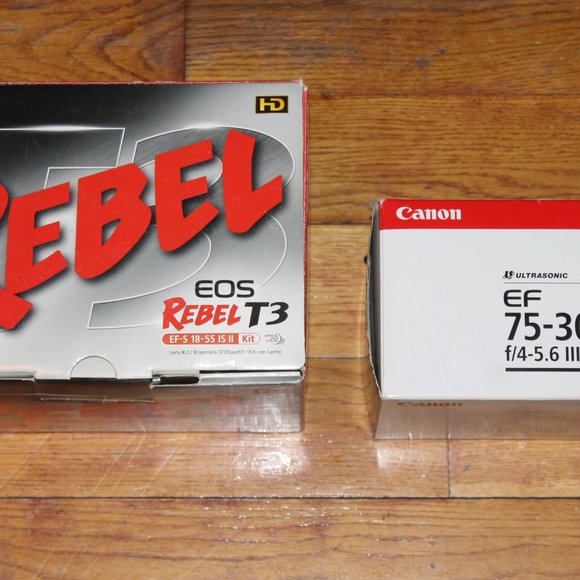 HD
REBEL
EOS
REBEL T3
EF-S 18-55 IS II Kit
Lens Kit / Ensemble D'Objectif / Kit con Lente
Canon
ULTRASONIC
EF
75-30
f/4-5.6 III
Canon